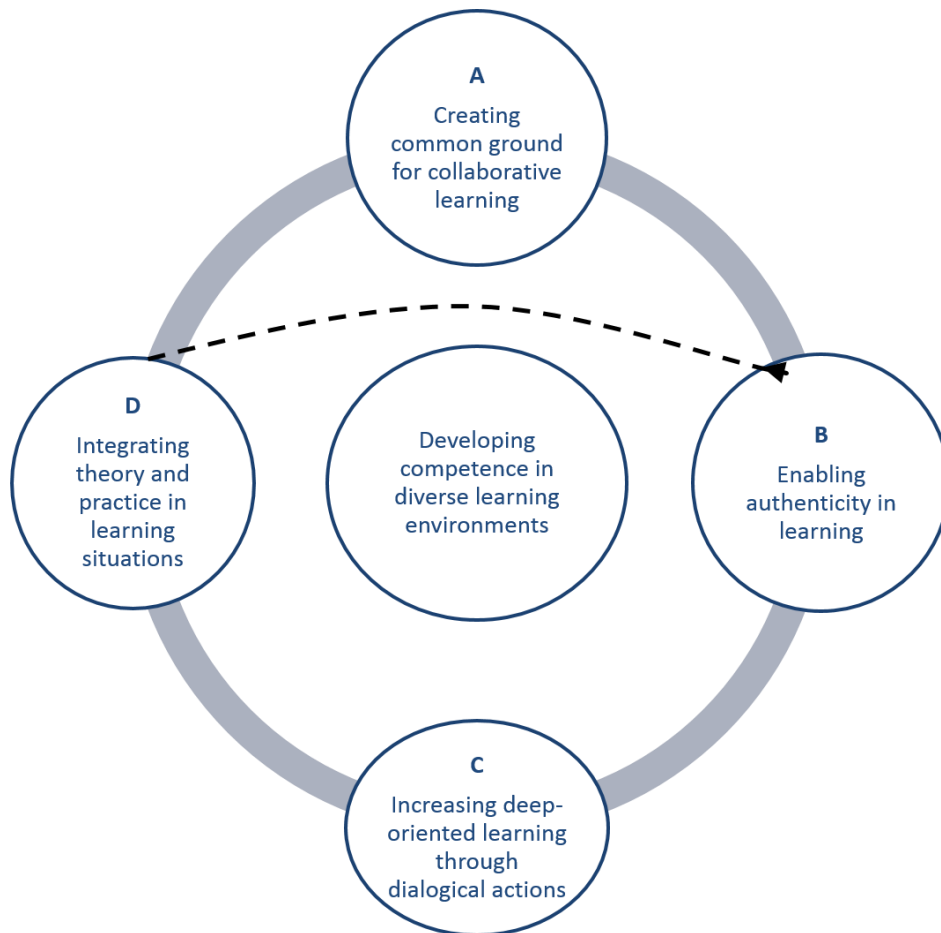 A
Creating
common ground
for collaborative
learning
D
Integrating
theory and
practice in
learning
situations
Developing
competence in
diverse learning
environments
B
Enabling
authenticity in
learning
C
Increasing deep-
oriented learning
through
dialogical actions